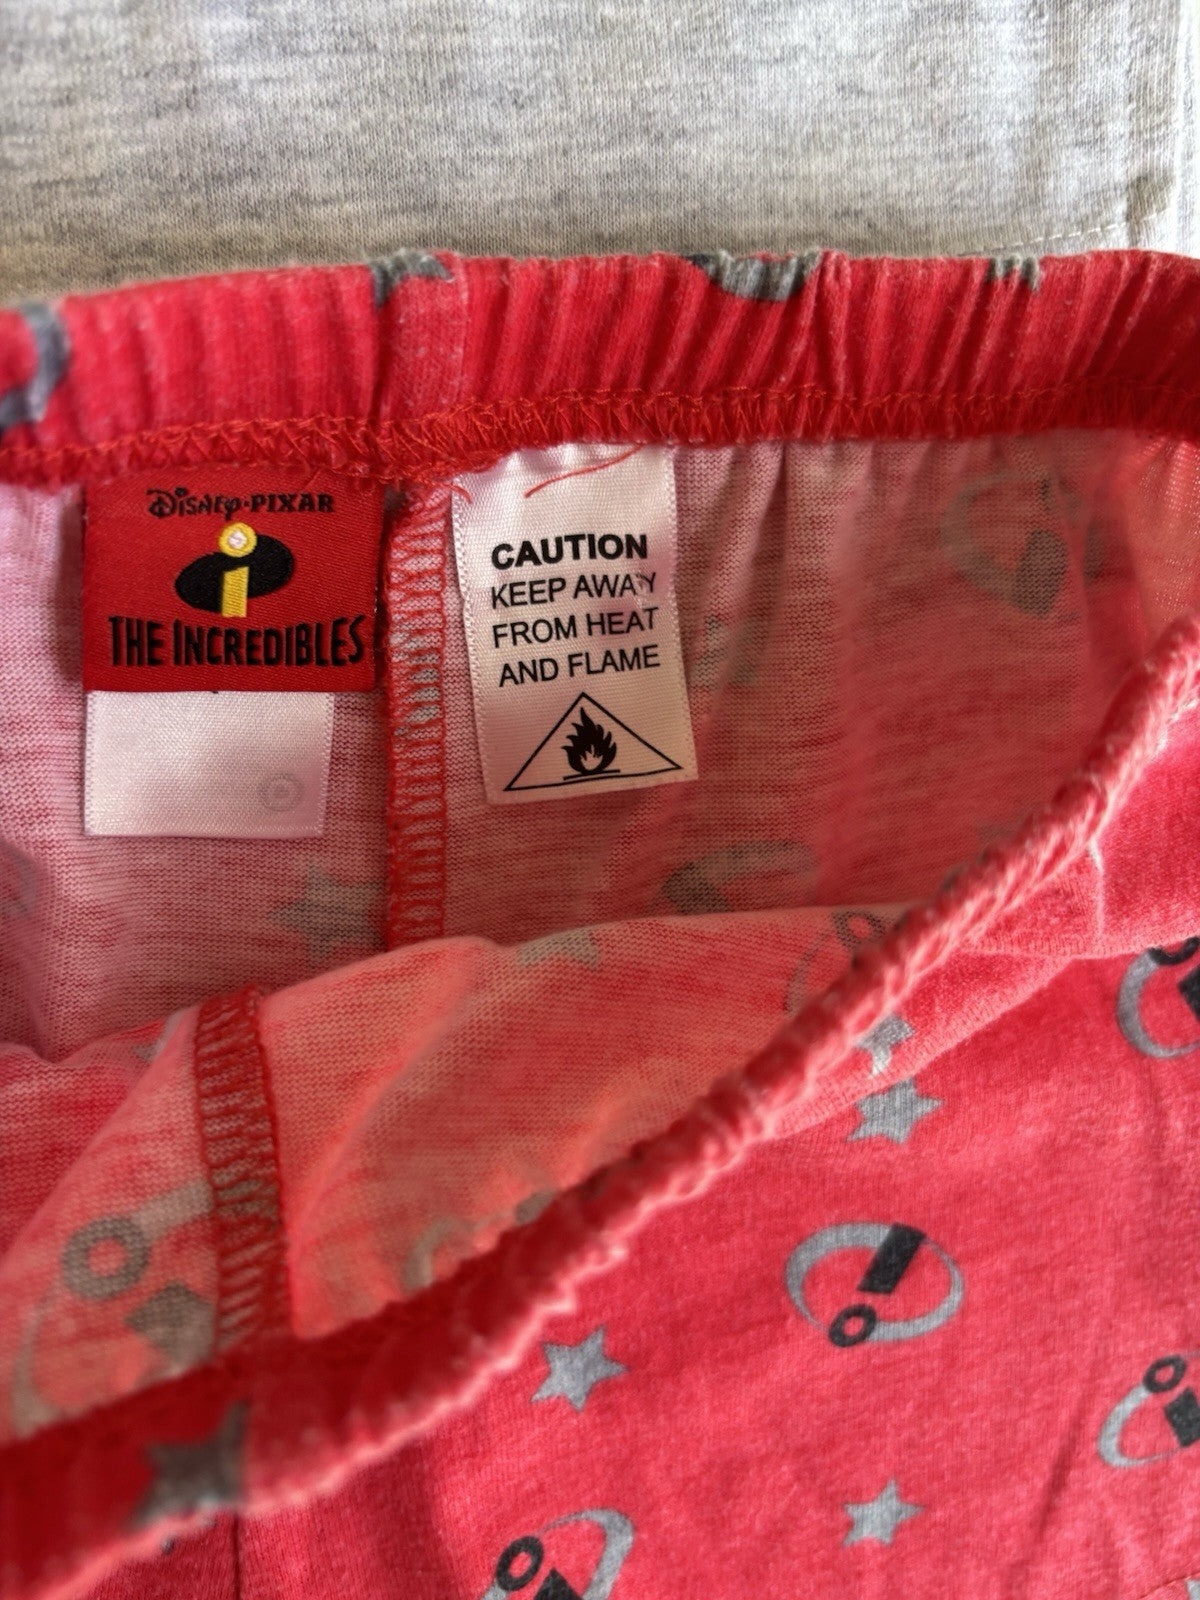 DISNEY·PIXAR
THE INCREDIBLES
CAUTION
KEEP AWAY
FROM HEAT
AND FLAME